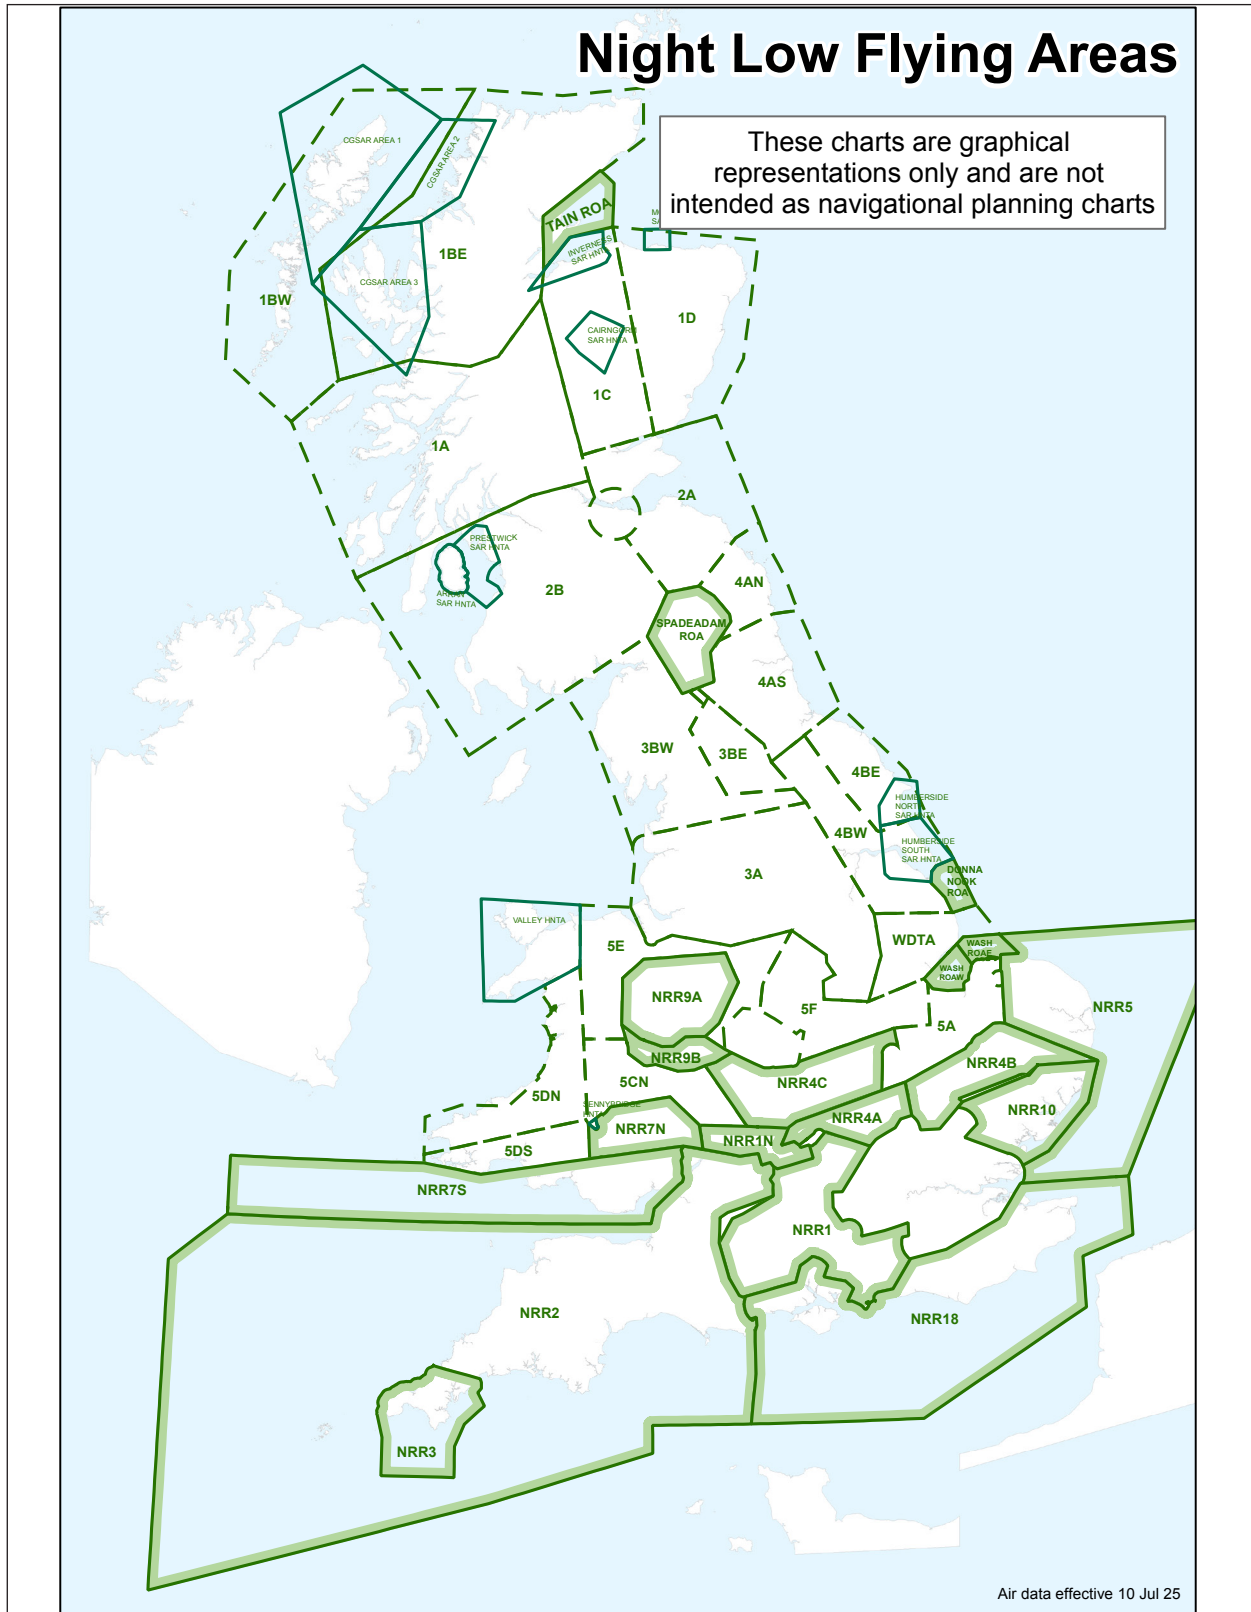 Night Low Flying Areas
These charts are graphical
representations only and are not
intended as navigational planning charts
CGSAR AREA 1
CGSAR AREA 2
TAIN ROA
INVERNESS
SAR HNTA
1BE
CGSAR AREA 3
1BW
1D
CAIRNGORM
SAR HNTA
1C
1A
2A
PRESTWICK
SAR HNTA
2B
ARRAN
SAR HNTA
4AN
SPADEADAM
ROA
4AS
3BW
3BE
4BE
HUMBERSIDE
NORTH
SAR HNTA
4BW
HUMBERSIDE
SOUTH
SAR HNTA
3A
DONNA
NOOK
ROA
VALLEY HNTA
5E
WDTA
WASH
ROAE
WASH
ROAW
NRR9A
5F
NRR5
5A
NRR9B
NRR4B
5CN
NRR4C
5DN
SENNYBRIDGE
HNTA
NRR10
NRR4A
NRR7N
NRR1N
5DS
NRR7S
NRR1
NRR2
NRR18
NRR3
Air data effective 10 Jul 25